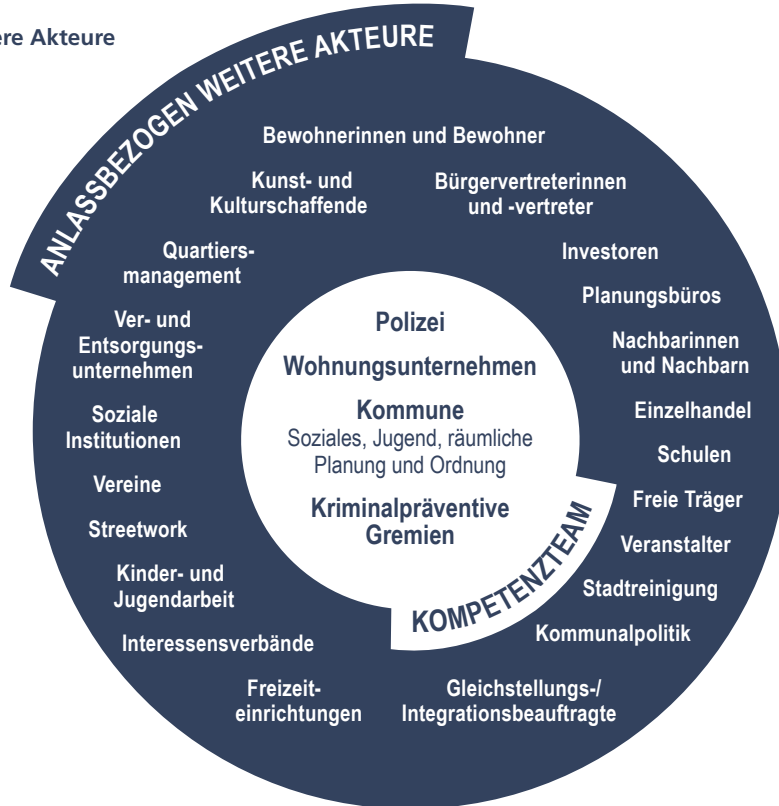 ere Akteure
ANLASSBEZOGEN WEITERE AKTEURE
Bewohnerinnen und Bewohner
Kunst- und
Kulturschaffende
Bürgervertreterinnen
und -vertreter
Quartiers-
management
Investoren
Planungsbüros
Ver- und
Entsorgungs-
unternehmen
Nachbarinnen
und Nachbarn
Soziale
Institutionen
Einzelhandel
Vereine
Schulen
Streetwork
Freie Träger
Kinder- und
Jugendarbeit
Veranstalter
Stadtreinigung
Interessensverbände
Kommunalpolitik
Freizeit-
einrichtungen
Gleichstellungs-/
Integrationsbeauftragte
Polizei
Wohnungsunternehmen
Kommune
Soziales, Jugend, räumliche
Planung und Ordnung
Kriminalpräventive
Gremien
KOMPETENZTEAM